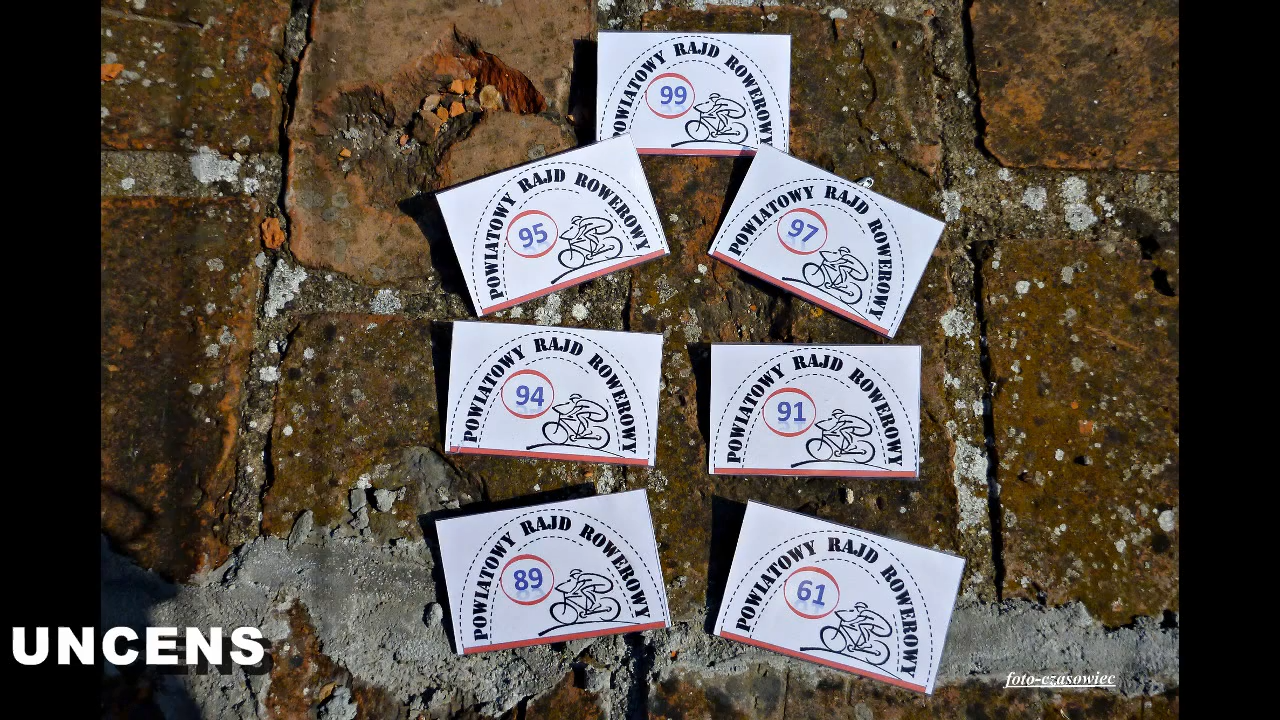 POWIATOWY RAJD ROWEROWY
99
POWIATOWY RAJD ROWEROWY
95
POWIATOWY RAJD ROWEROWY
97
POWIATOWY RAJD ROWEROWY
94
POWIATOWY RAJD ROWEROWY
91
POWIATOWY RAJD ROWEROWY
89
POWIATOWY RAJD ROWEROWY
61
UNCENS
foto-czasowiec